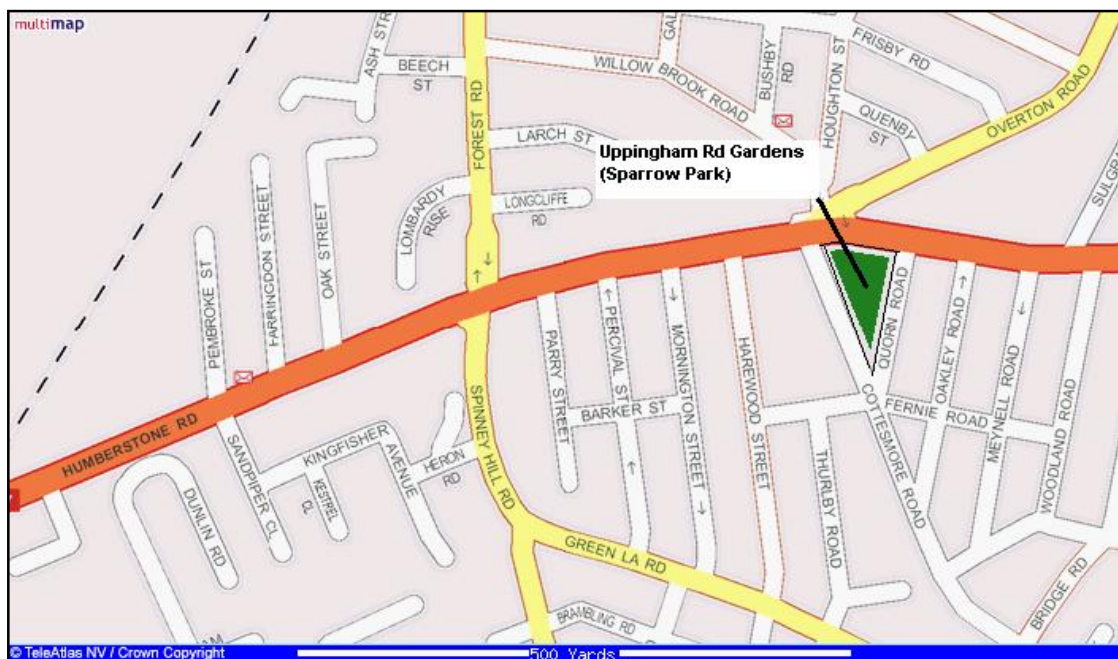 multimap
ASH STR
BEECH
ST
FOREST RD
WILLOW BROOK ROAD
GAL
BUSHBY
RD
HOUGHTON ST
FRISBY RD
QUENBY
ST
OVERTON ROAD
SULGR
LARCH ST
Uppingham Rd Gardens
(Sparrow Park)
LOMBARDY
RISE
LONGCLIFFE
RD
PEMBROKE ST
FARRINGDON STREET
OAK STREET
PARRY STREET
PERCIVAL ST
MORNINGTON STREET
HAREWOOD STREET
QUORN ROAD
OAKLEY ROAD
MEYNELL ROAD
WOODLAND ROAD
BARKER ST
FERNIE ROAD
COTTESMORE ROAD
THURLBY ROAD
HUMBERSTONE RD
SANDPIPER CL
KINGFISHER
AVENUE
HERON
RD
KESTREL
CL
DUNLIN RD
SPINNEY HILL RD
GREEN LA RD
BRAMBLING RD
BRIDGE RD
AM
© TeleAtlas NV / Crown Copyright
500 Yards